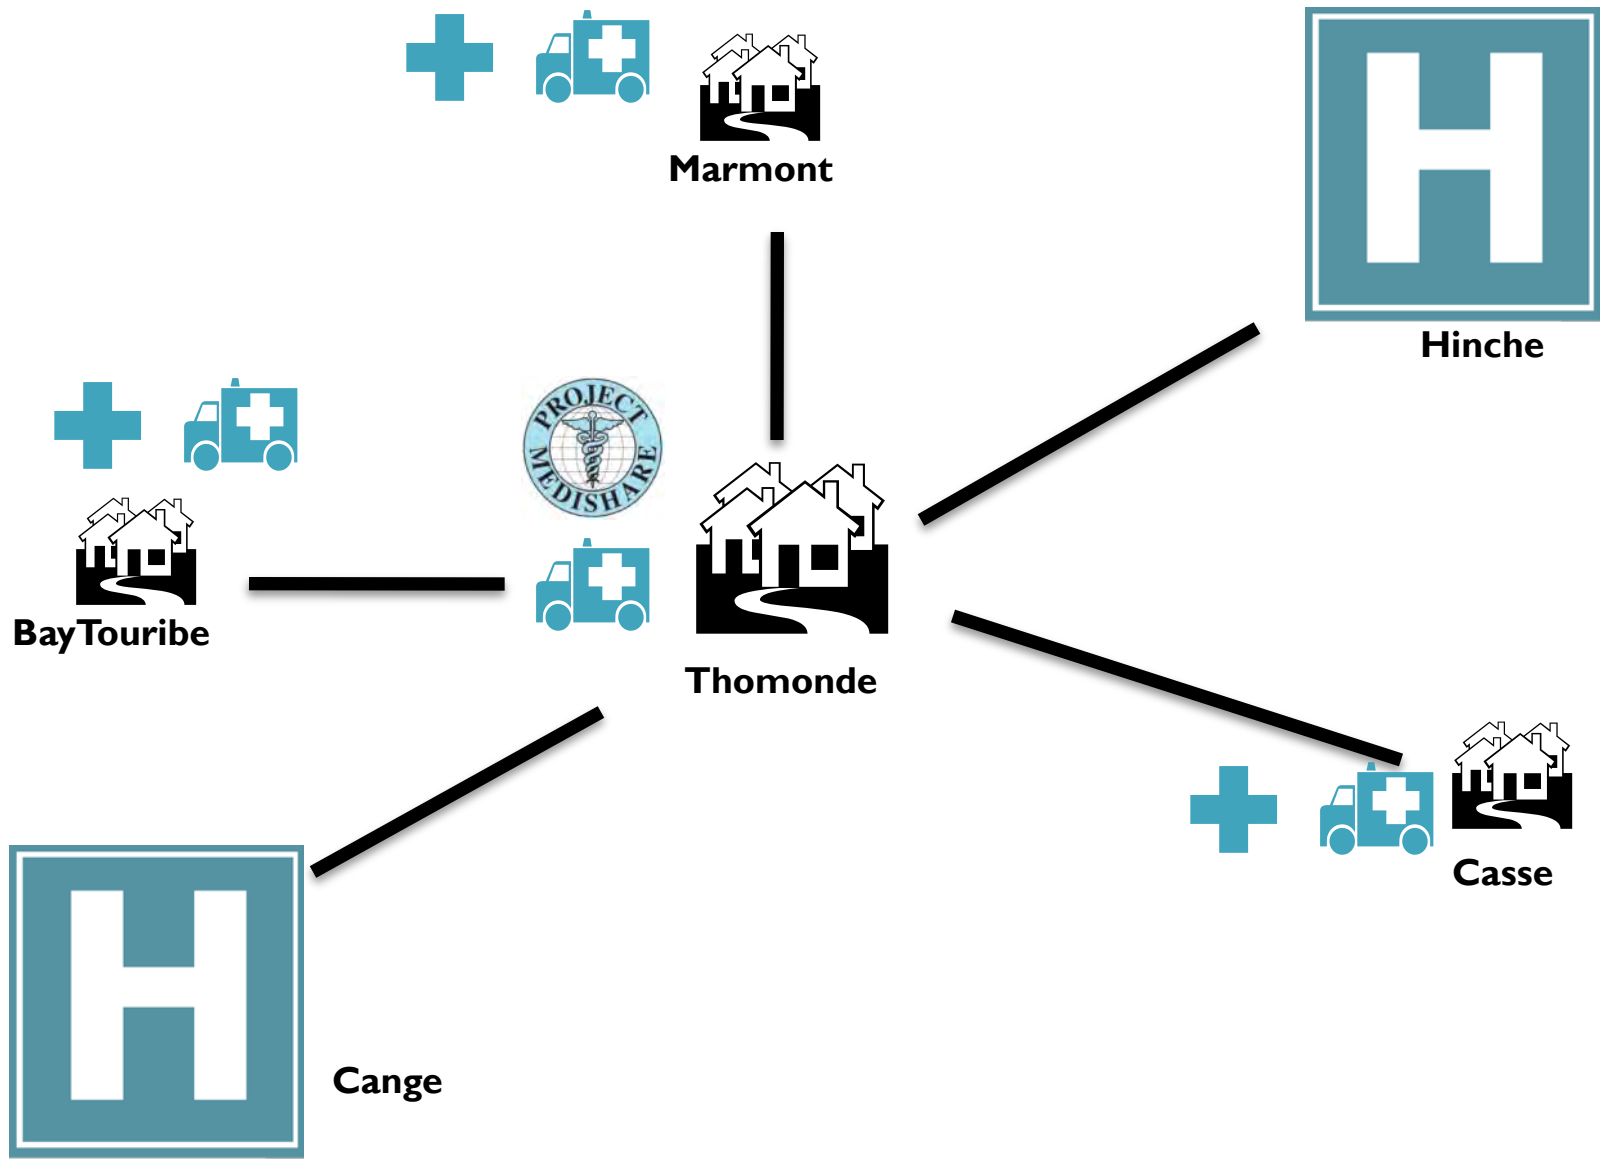 Marmont
H
Hinche
PROJECT
MEDISHARE
BayTouribe
Thomonde
Casse
H
Cange